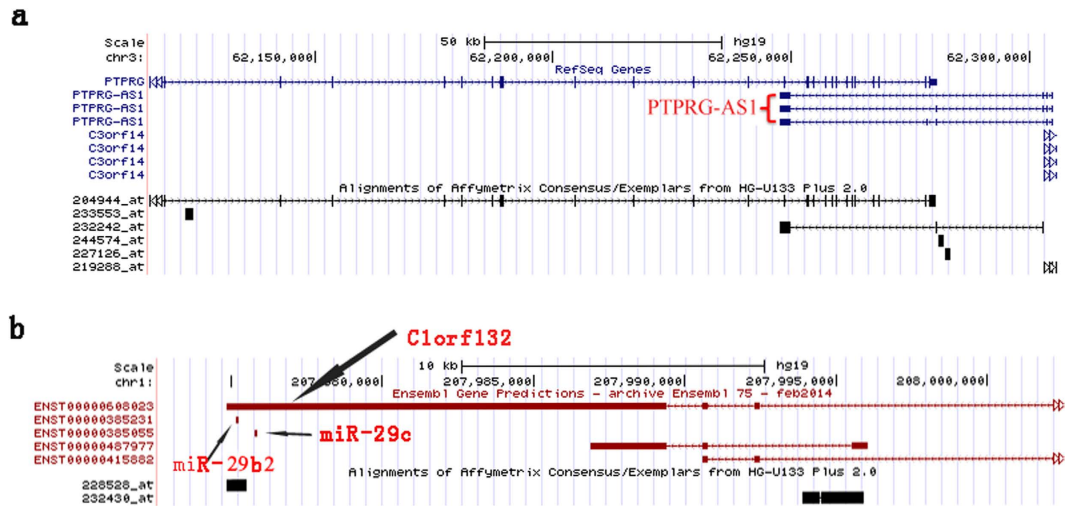 a
Scale 50 kb hg19
chr3: 62,150,000 62,200,000 62,250,000 62,300,000
RefSeq Genes
PTPRG
PTPRG-AS1
PTPRG-AS1 PTPRG-AS1
PTPRG-AS1
C3orf14
C3orf14
C3orf14
C3orf14
Alignments of Affymetrix Consensus/Exemplars from HG-U133 Plus 2.0
204944_at
233553_at
232242_at
244574_at
227126_at
219288_at
b
C1orf132
Scale 10 kb hg19
chr1: 207,980,000 207,985,000 207,990,000 207,995,000 208,000,000
Ensembl Gene Predictions - archive Ensembl 75 - feb2014
ENST00000608023
ENST00000385231
ENST00000385055 miR-29c
ENST00000487977
miR-29b2
ENST00000415882
Alignments of Affymetrix Consensus/Exemplars from HG-U133 Plus 2.0
228528_at
232430_at